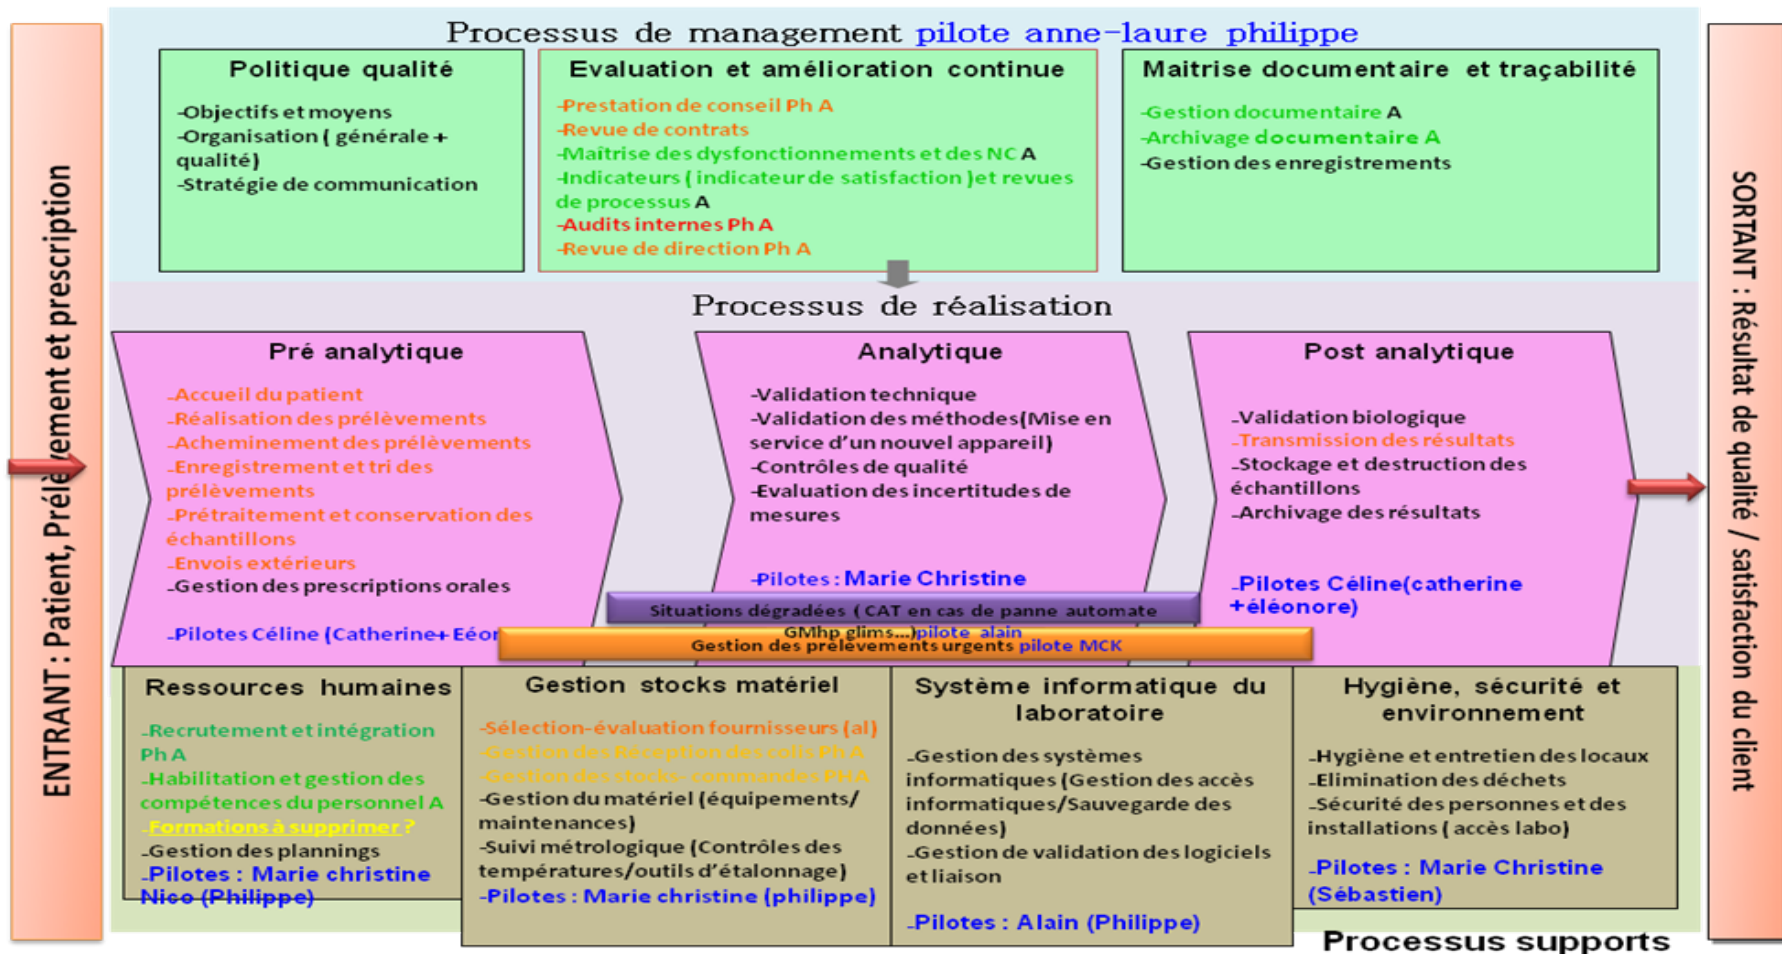 ENTRANT : Patient, Prélèvement et prescription
Processus de management pilote anne-laure philippe
Politique qualité
-Objectifs et moyens
-Organisation ( générale +
qualité)
-Stratégie de communication
Evaluation et amélioration continue
-Prestation de conseil Ph A
-Revue de contrats
-Maîtrise des dysfonctionnements et des NC A
-Indicateurs ( indicateur de satisfaction )et revues
de processus A
-Audits internes Ph A
-Revue de direction Ph A
Maitrise documentaire et traçabilité
-Gestion documentaire A
-Archivage documentaire A
-Gestion des enregistrements
Processus de réalisation
Pré analytique
-Accueil du patient
-Réalisation des prélèvements
-Acheminement des prélèvements
-Enregistrement et tri des
prélèvements
-Prétraitement et conservation des
échantillons
-Envois extérieurs
-Gestion des prescriptions orales
-Pilotes Céline (Catherine+ Eéor
Analytique
-Validation technique
-Validation des méthodes(Mise en
service d'un nouvel appareil)
-Contrôles de qualité
-Evaluation des incertitudes de
mesures
-Pilotes : Marie Christine
Post analytique
-Validation biologique
-Transmission des résultats
-Stockage et destruction des
échantillons
-Archivage des résultats
-Pilotes Céline(catherine
+éléonore)
Situations dégradées ( CAT en cas de panne automate
GMhp glims...)pilote alain
Gestion des prélèvements urgents pilote MCK
Ressources humaines
-Recrutement et intégration
Ph A
-Habilitation et gestion des
compétences du personnel A
-Formations à supprimer ?
-Gestion des plannings
-Pilotes : Marie christine
Nico (Philippe)
Gestion stocks matériel
-Sélection-évaluation fournisseurs (al)
-Gestion des Réception des colis Ph A
-Gestion des stocks- commandes PHA
-Gestion du matériel (équipements/
maintenances)
-Suivi métrologique (Contrôles des
températures/outils d'étalonnage)
-Pilotes : Marie christine (philippe)
Système informatique du
laboratoire
-Gestion des systèmes
informatiques (Gestion des accès
informatiques/Sauvegarde des
données)
-Gestion de validation des logiciels
et liaison
-Pilotes : Alain (Philippe)
Hygiène, sécurité et
environnement
-Hygiène et entretien des locaux
-Elimination des déchets
-Sécurité des personnes et des
installations ( accès labo)
-Pilotes : Marie Christine
(Sébastien)
Processus supports
SORTANT : Résultat de qualité / satisfaction du client